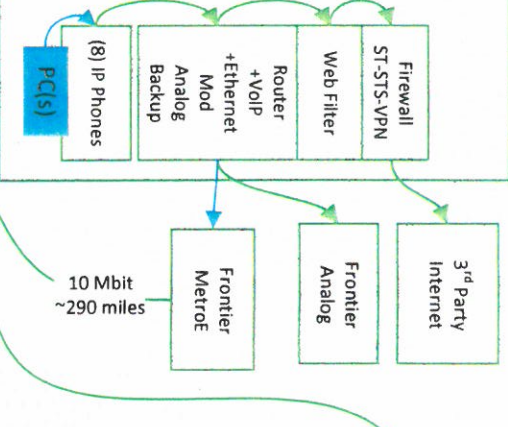 PC(s)
(8) IP Phones
Router
+VoIP
+Ethernet
Mod
Analog
Backup
Web Filter
Firewall
ST-STS-VPN
3rd Party
Internet
Frontier
Analog
Frontier
MetroE
10 Mbit
~290 miles